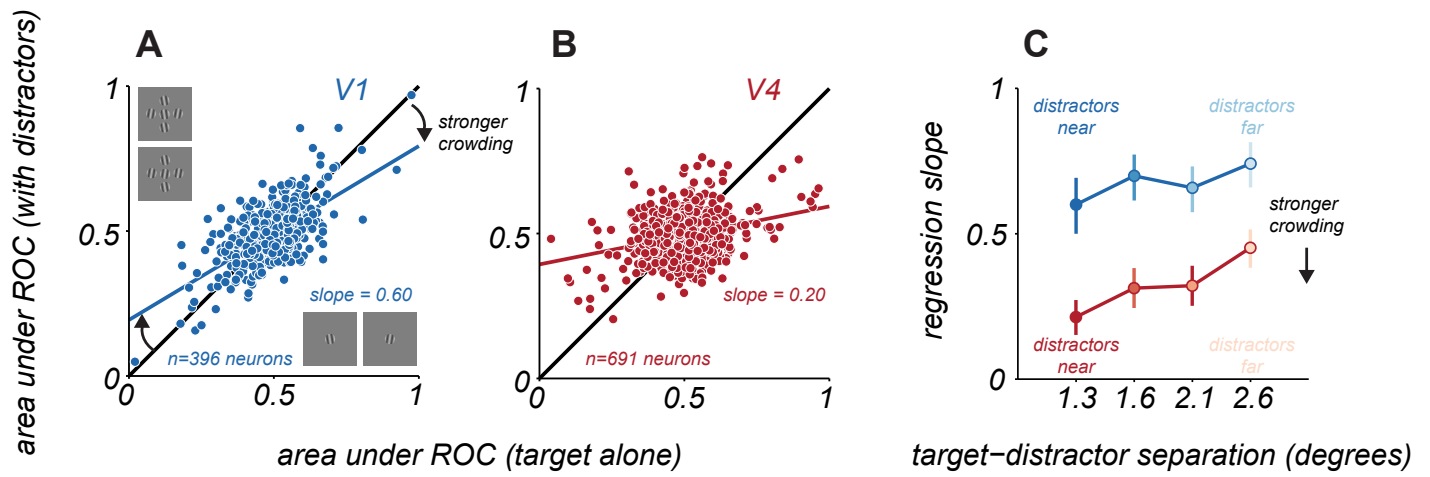 A
B
C
area under ROC (with distractors)
1
0.5
0
0
0.5
1
V1
stronger
crowding
slope = 0.60
n=396 neurons
1
0.5
0
0
0.5
1
V4
slope = 0.20
n=691 neurons
area under ROC (target alone)
regression slope
1
0.5
0
distractors
near
distractors
far
stronger
crowding
distractors
near
distractors
far
1.3
1.6
2.1
2.6
target−distractor separation (degrees)